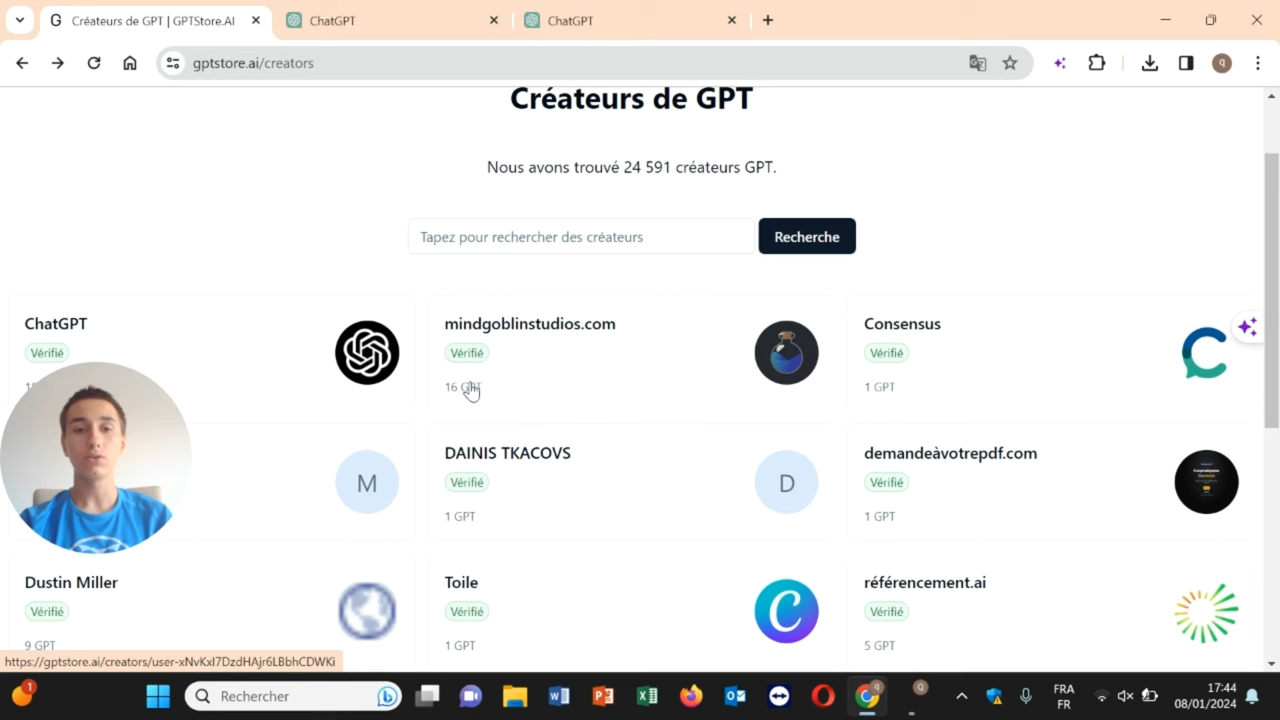 Créateurs de GPT | GPTStore.AI
ChatGPT
ChatGPT
gptstore.ai/creators
q
Créateurs de GPT
Nous avons trouvé 24 591 créateurs GPT.
Tapez pour rechercher des créateurs
Recherche
ChatGPT
Vérifié
mindgoblinstudios.com
Vérifié
16 GPT
Consensus
Vérifié
1 GPT
M
DAINIS TKACOVS
Vérifié
1 GPT
D
demandeàvotrepdf.com
Vérifié
1 GPT
Dustin Miller
Vérifié
9 GPT
Toile
Vérifié
1 GPT
référencement.ai
Vérifié
5 GPT
https://gptstore.ai/creators/user-xNvKxI7DzdHAjr6LBbhCDWKi
1
Rechercher
FRA
FR
17:44
08/01/2024